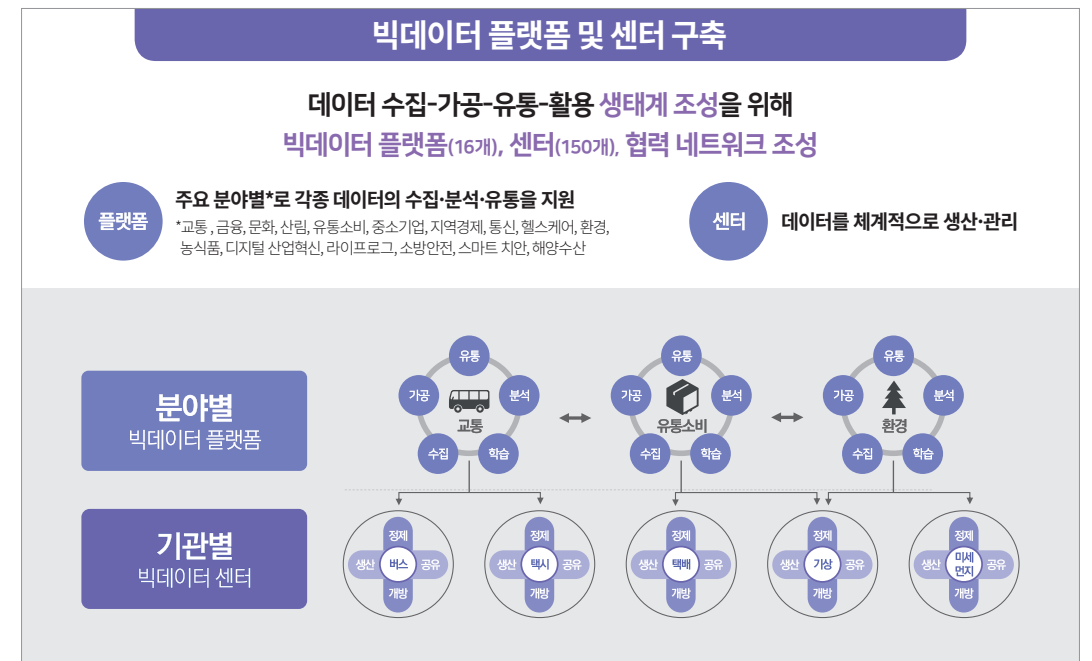 빅데이터 플랫폼 및 센터 구축
데이터 수집-가공-유통-활용 생태계 조성을 위해
빅데이터 플랫폼(16개), 센터(150개), 협력 네트워크 조성
플랫폼
주요 분야별*로 각종 데이터의 수집·분석·유통을 지원
*교통 , 금융, 문화, 산림, 유통소비, 중소기업, 지역경제, 통신, 헬스케어, 환경,
농식품, 디지털 산업혁신, 라이프로그, 소방안전, 스마트 치안, 해양수산
센터
데이터를 체계적으로 생산·관리
분야별
빅데이터 플랫폼
유통
가공
분석
교통
수집
학습
유통
가공
분석
유통소비
수집
학습
유통
가공
분석
환경
수집
학습
기관별
빅데이터 센터
정제
생산
버스
공유
개방
정제
생산
택시
공유
개방
정제
생산
택배
공유
개방
정제
생산
기상
공유
개방
정제
생산
미세
먼지
공유
개방